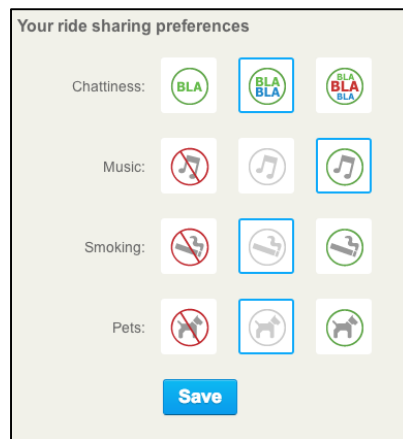 Your ride sharing preferences
Chattiness: BLA BLA BLA BLA BLA BLA
Music:
Smoking:
Pets:
Save